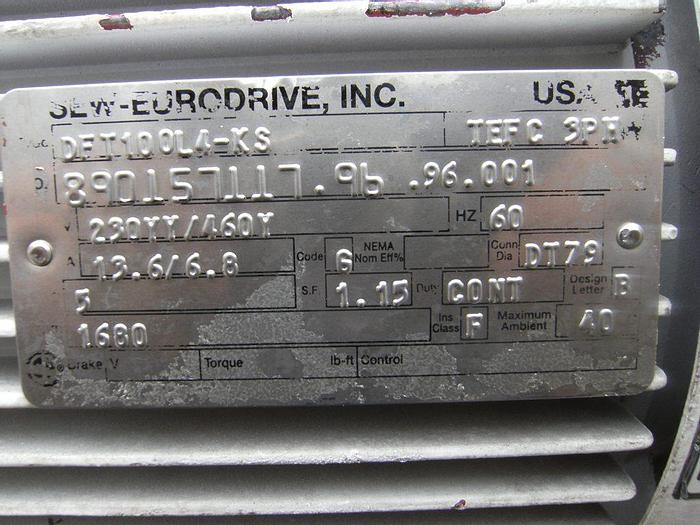 SEW-EURODRIVE, INC. USA
DFT100L4-KS TEFC 3PH
890157117.96 .96.001
V 230YY/460Y HZ 60
A 13.6/6.8 Code G NEMA Nom Eff% Conn Dia DT79
5 S.F. 1.15 Duty CONT Design Letter B
1680 Ins Class F Maximum Ambient 40
Brake V Torque lb-ft Control